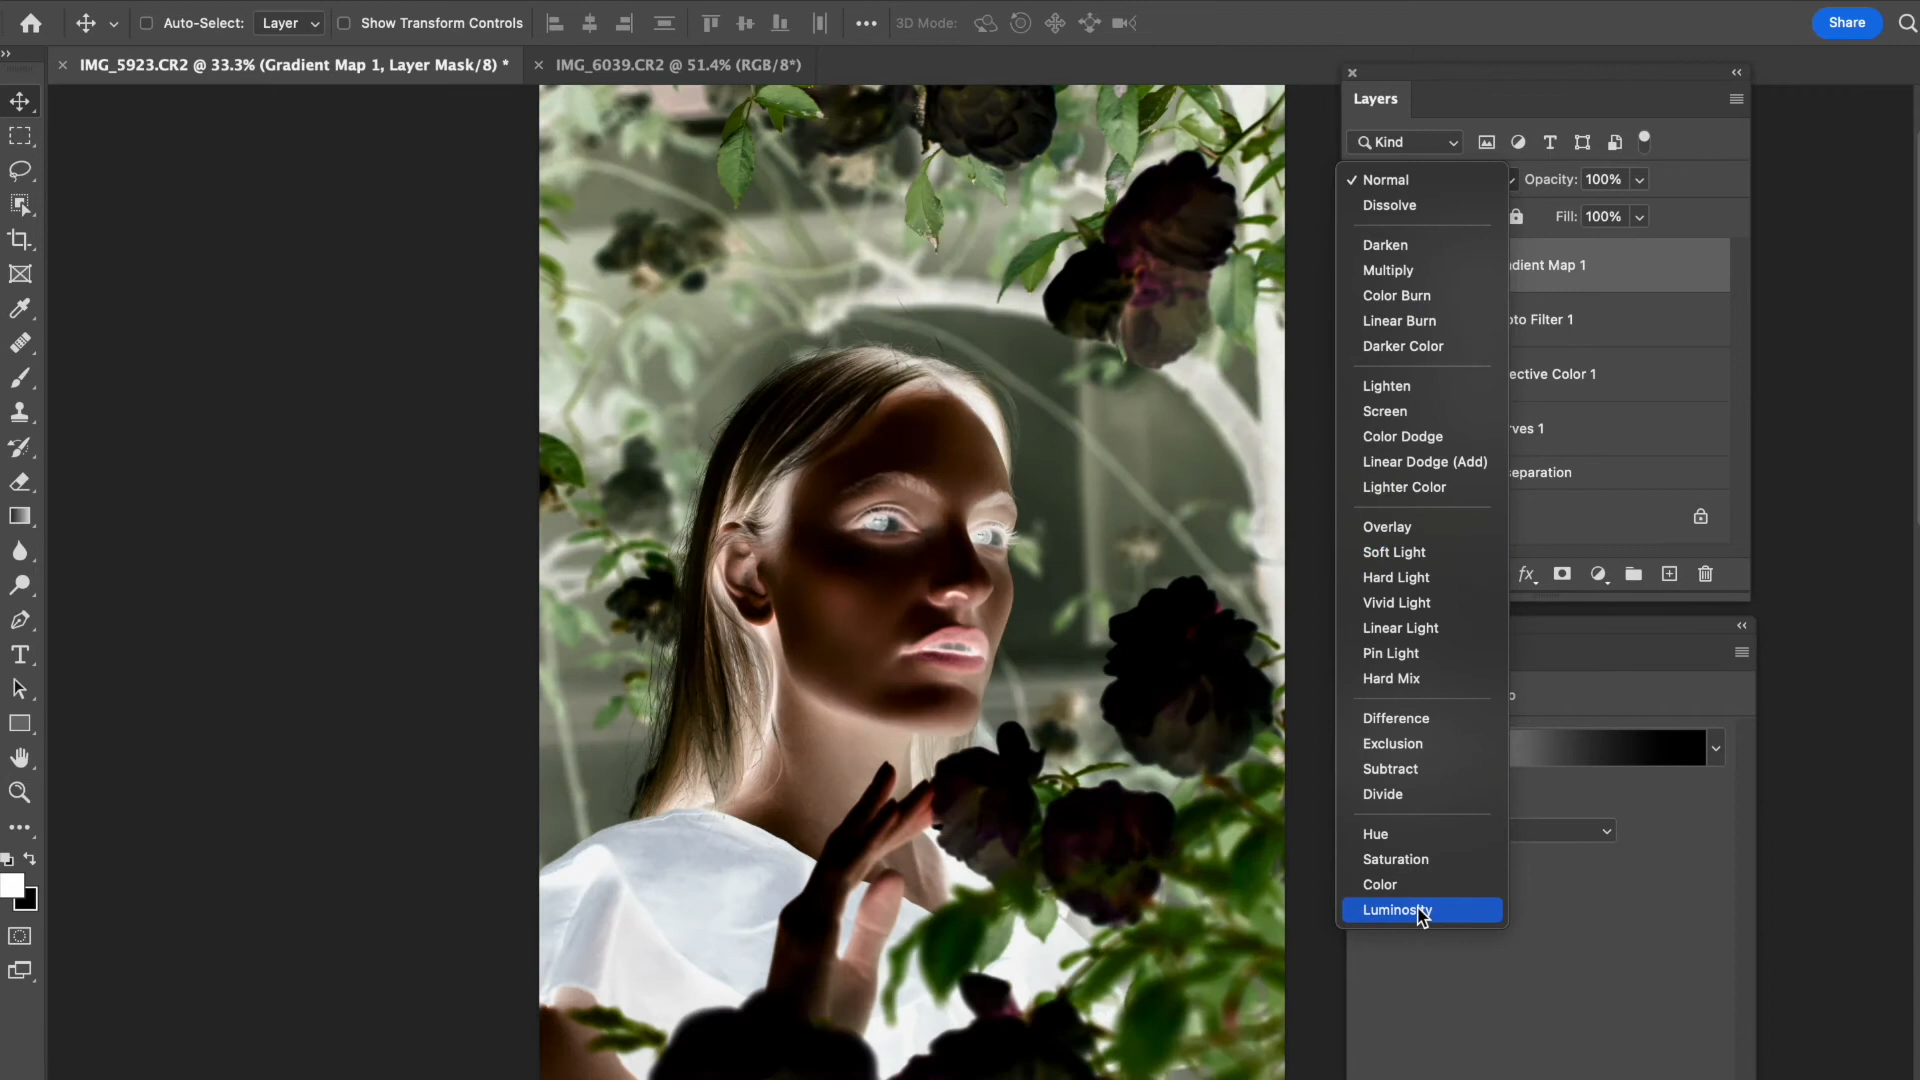 Auto-Select: Layer Show Transform Controls 3D Mode: Share
IMG_5923.CR2 @ 33.3% (Gradient Map 1, Layer Mask/8) * IMG_6039.CR2 @ 51.4% (RGB/8*)
Layers
Kind
Normal
Opacity: 100%
Dissolve
Fill: 100%
Darken
dient Map 1
Multiply
Color Burn
Linear Burn
oto Filter 1
Darker Color
ective Color 1
Lighten
Screen
rves 1
Color Dodge
Linear Dodge (Add)
eparation
Lighter Color
Overlay
Soft Light
Hard Light
fx
Vivid Light
Linear Light
Pin Light
Hard Mix
Difference
Exclusion
Subtract
Divide
Hue
Saturation
Color
Luminosity